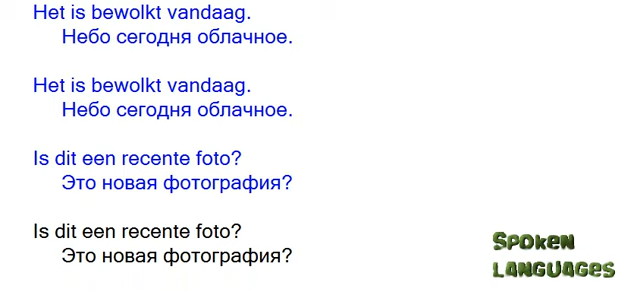 Het is bewolkt vandaag.
Небо сегодня облачное.
Het is bewolkt vandaag.
Небо сегодня облачное.
Is dit een recente foto?
Это новая фотография?
Is dit een recente foto?
Это новая фотография?
Spoken
Languages